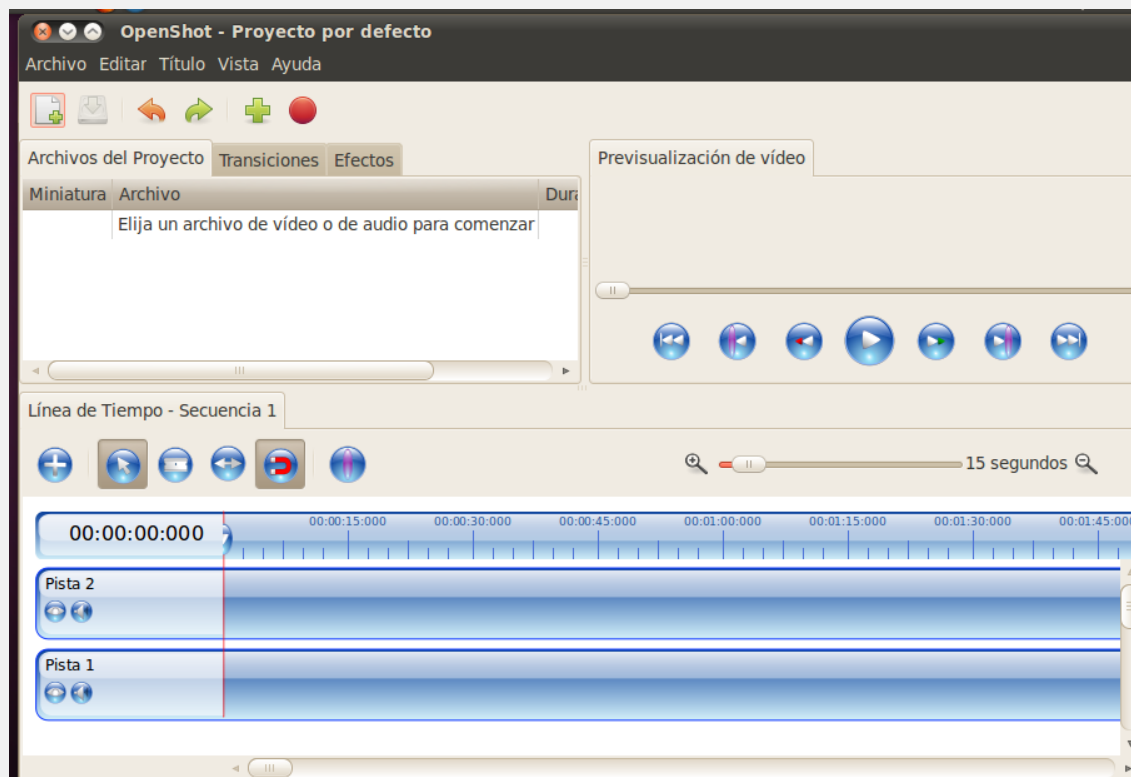 OpenShot - Proyecto por defecto
Archivo Editar Título Vista Ayuda
Archivos del Proyecto Transiciones Efectos
Previsualización de vídeo
Miniatura Archivo Dura
Elija un archivo de vídeo o de audio para comenzar
Línea de Tiempo - Secuencia 1
15 segundos
00:00:00:000
00:00:15:000 00:00:30:000 00:00:45:000 00:01:00:000 00:01:15:000 00:01:30:000 00:01:45:00
Pista 2
Pista 1